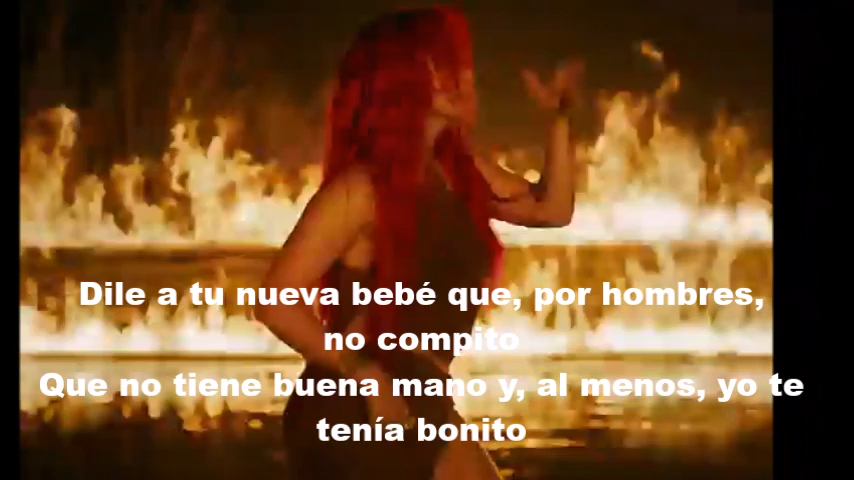 Dile a tu nueva bebé que, por hombres,
no compito
Que no tiene buena mano y, al menos, yo te
tenía bonito